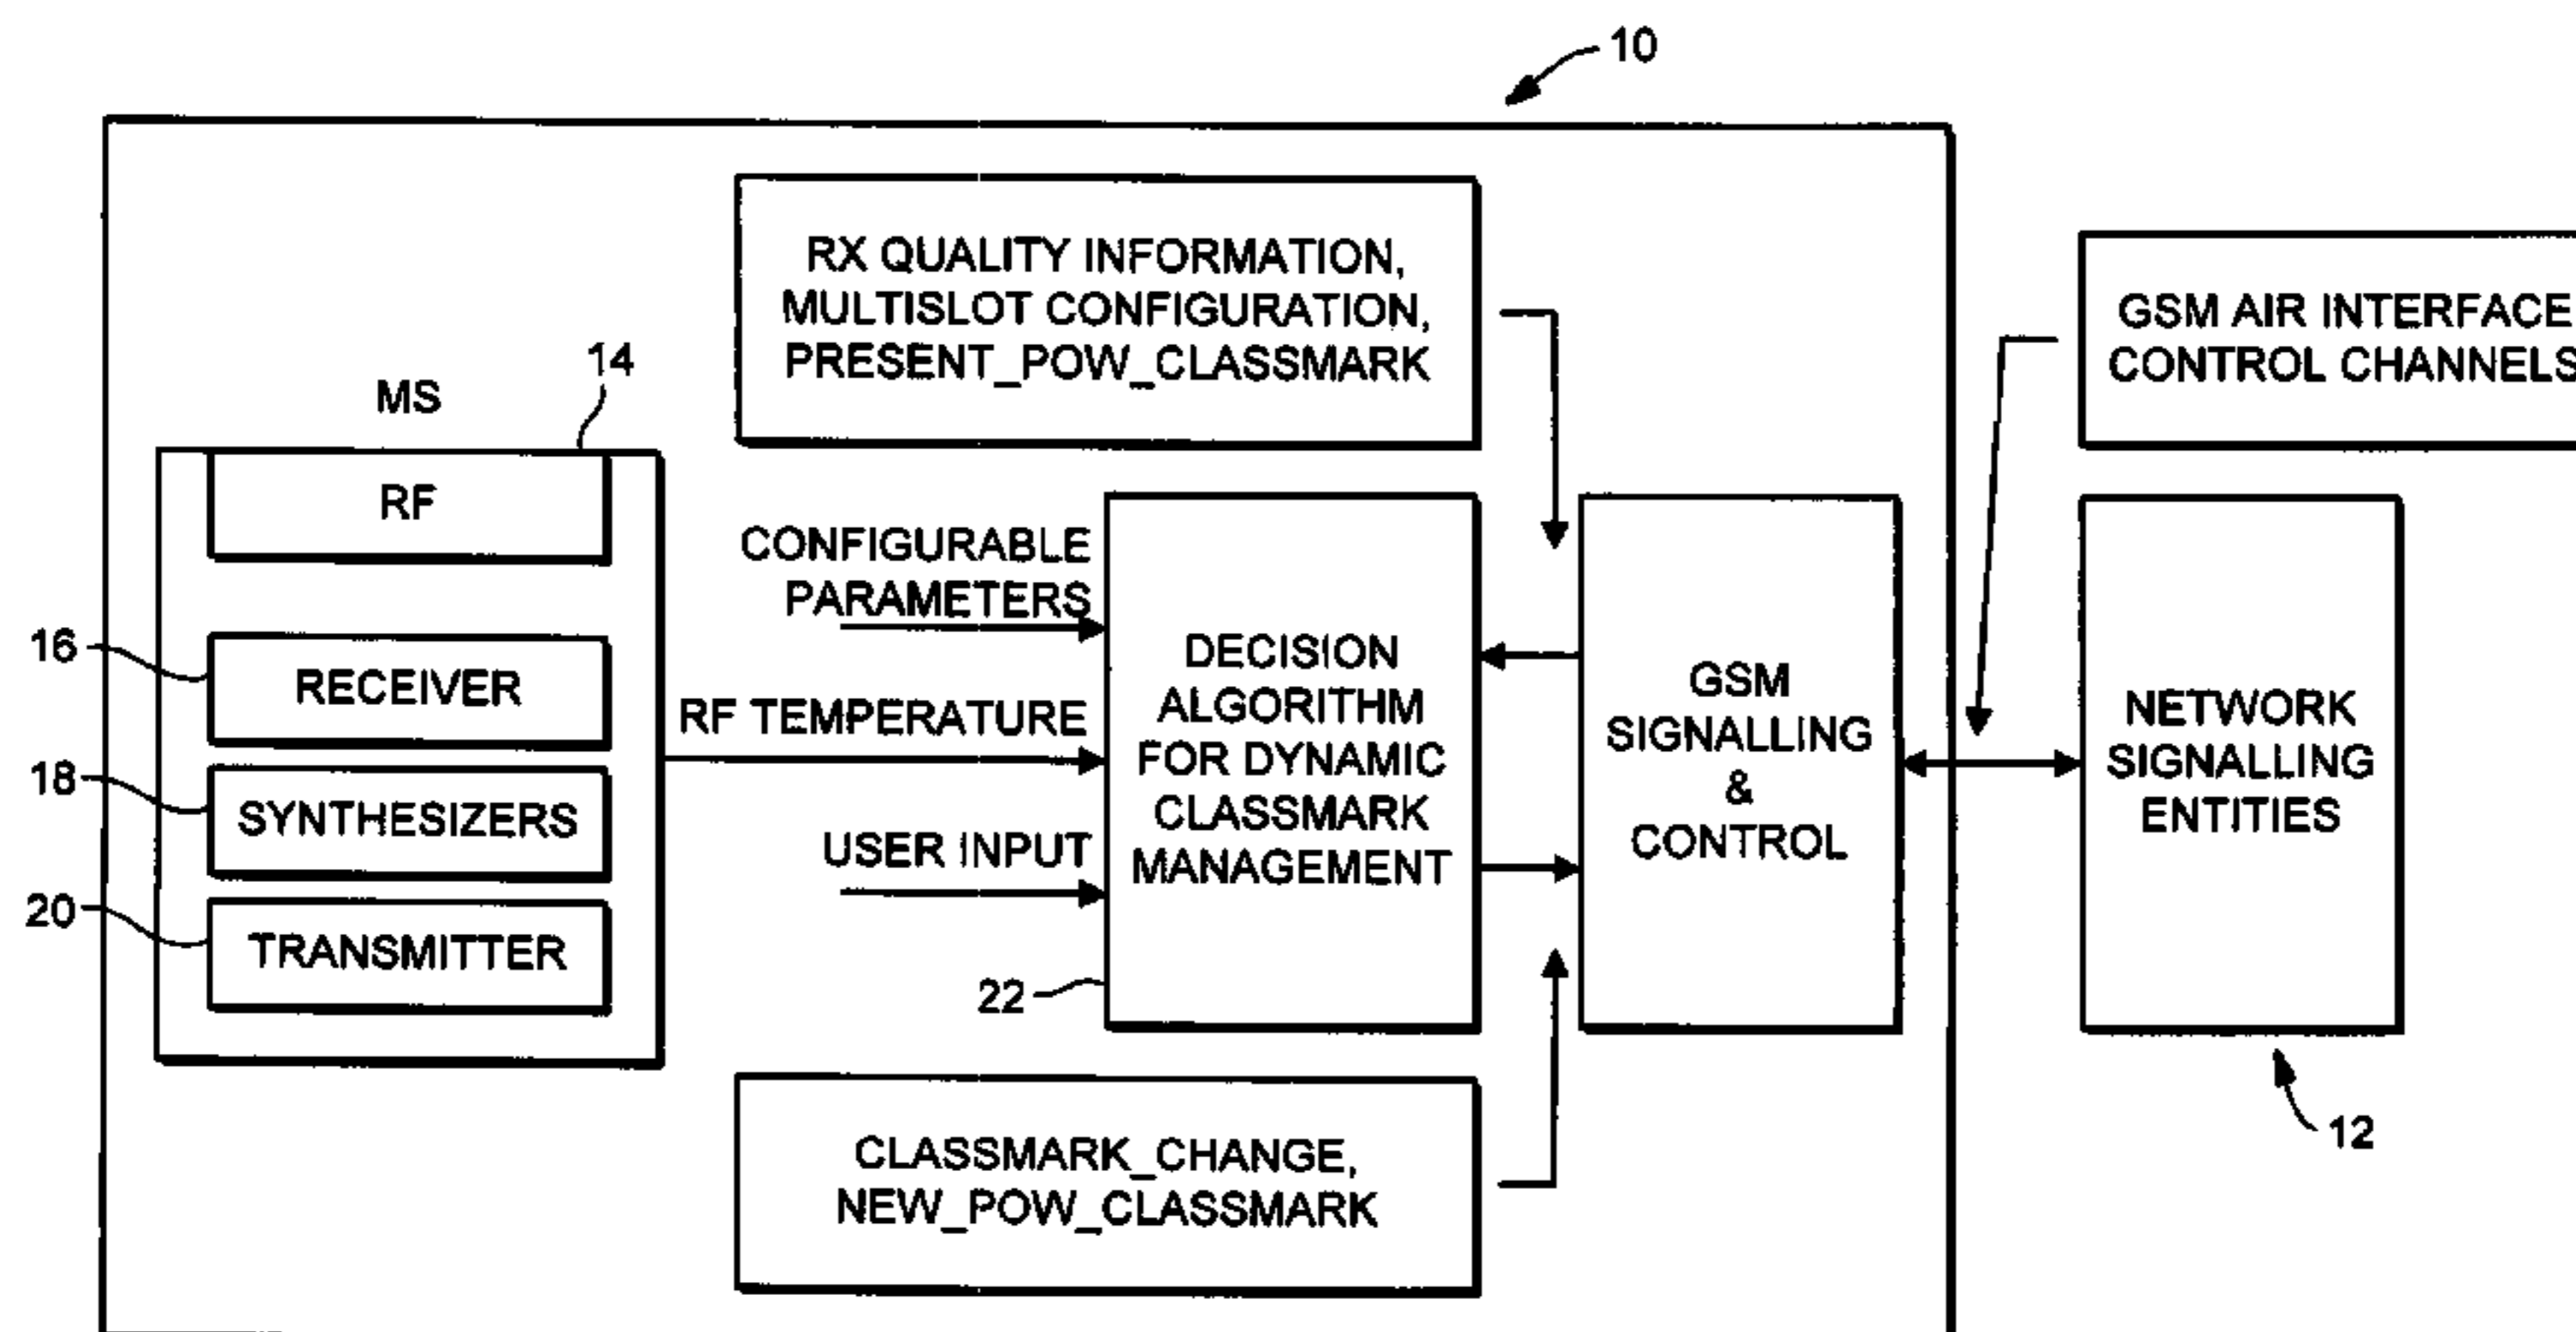 10
RX QUALITY INFORMATION,
MULTISLOT CONFIGURATION,
PRESENT_POW_CLASSMARK
GSM AIR INTERFACE
CONTROL CHANNELS
MS
14
RF
16
RECEIVER
18
SYNTHESIZERS
20
TRANSMITTER
CONFIGURABLE
PARAMETERS
RF TEMPERATURE
USER INPUT
DECISION
ALGORITHM
FOR DYNAMIC
CLASSMARK
MANAGEMENT
22
GSM
SIGNALLING
&
CONTROL
NETWORK
SIGNALLING
ENTITIES
12
CLASSMARK_CHANGE,
NEW_POW_CLASSMARK